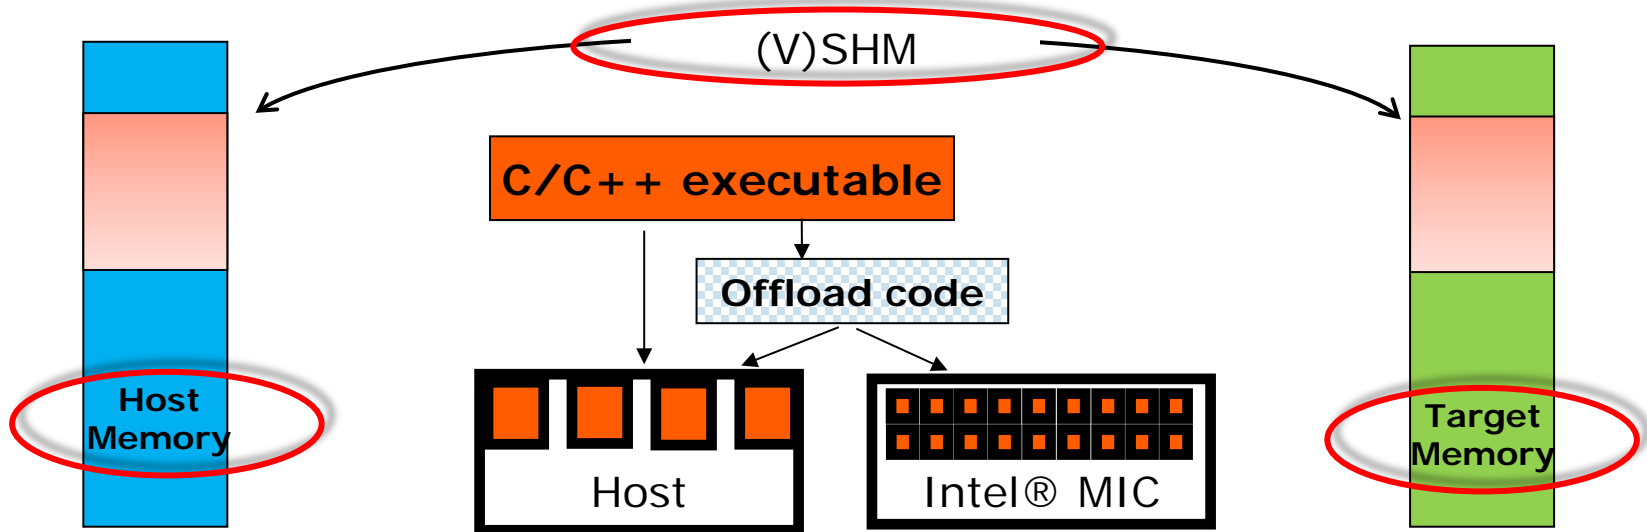 (V)SHM
C/C++ executable
Offload code
Host
Memory
Target
Memory
Host
Intel® MIC